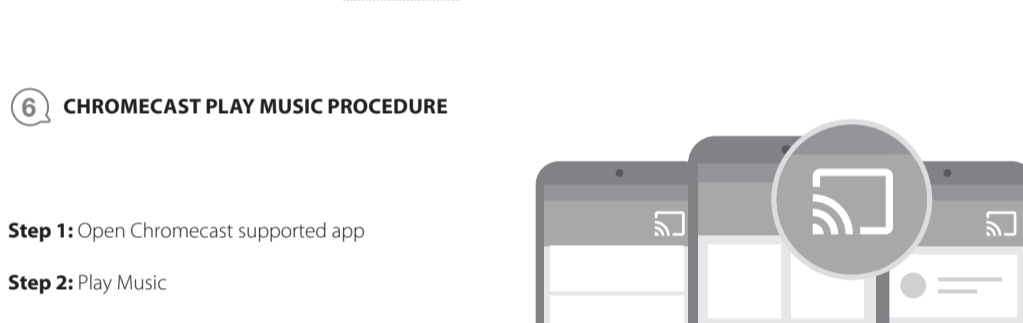 6 CHROMECAST PLAY MUSIC PROCEDURE
Step 1: Open Chromecast supported app
Step 2: Play Music